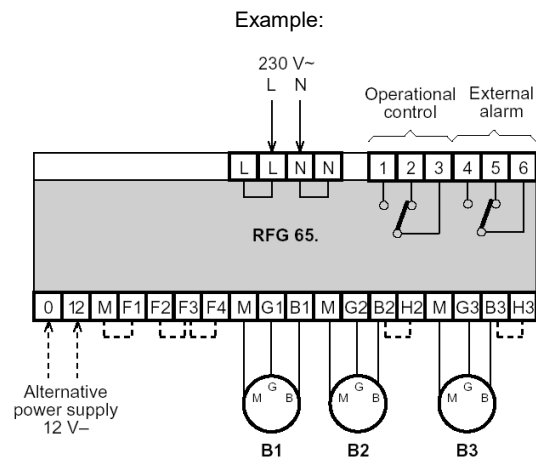 Example:
230 V~
L N
Operational control
External alarm
L L N N 1 2 3 4 5 6
RFG 65.
0 12 M F1 F2 F3 F4 M G1 B1 M G2 B2 H2 M G3 B3 H3
Alternative
power supply
12 V–
M G B
M G B
M G B
B1 B2 B3